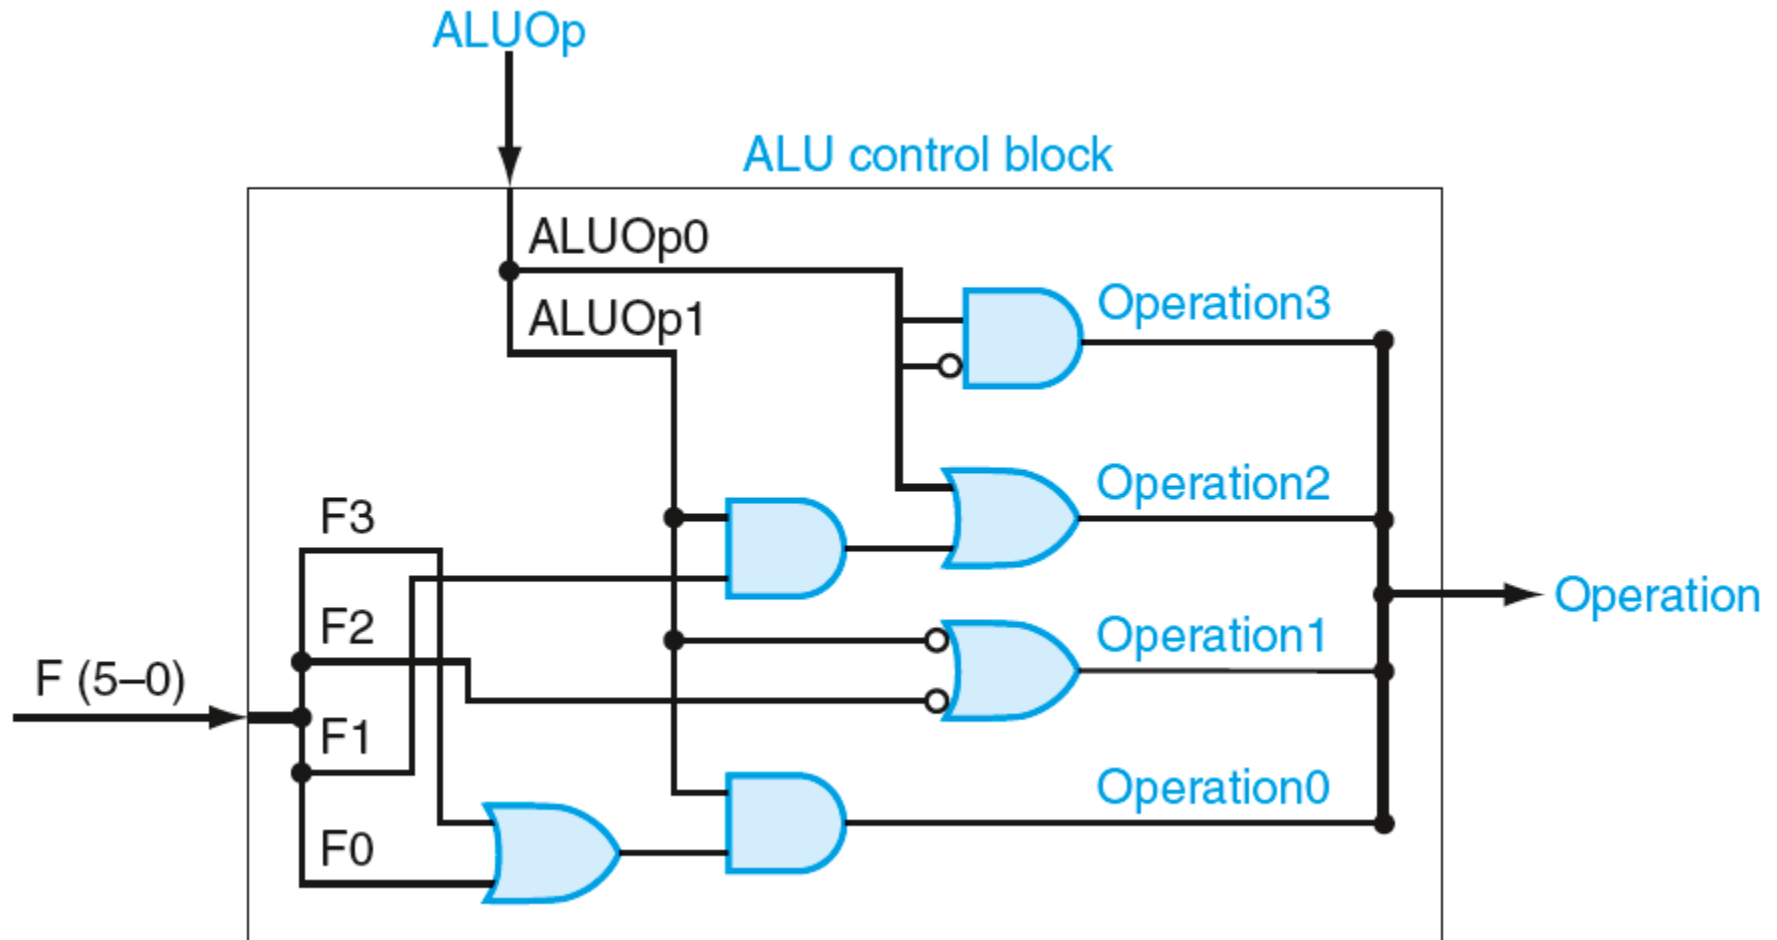 ALUOp
ALU control block
ALUOp0
ALUOp1
Operation3
Operation2
F3
F2
Operation1
Operation
F (5–0)
F1
Operation0
F0